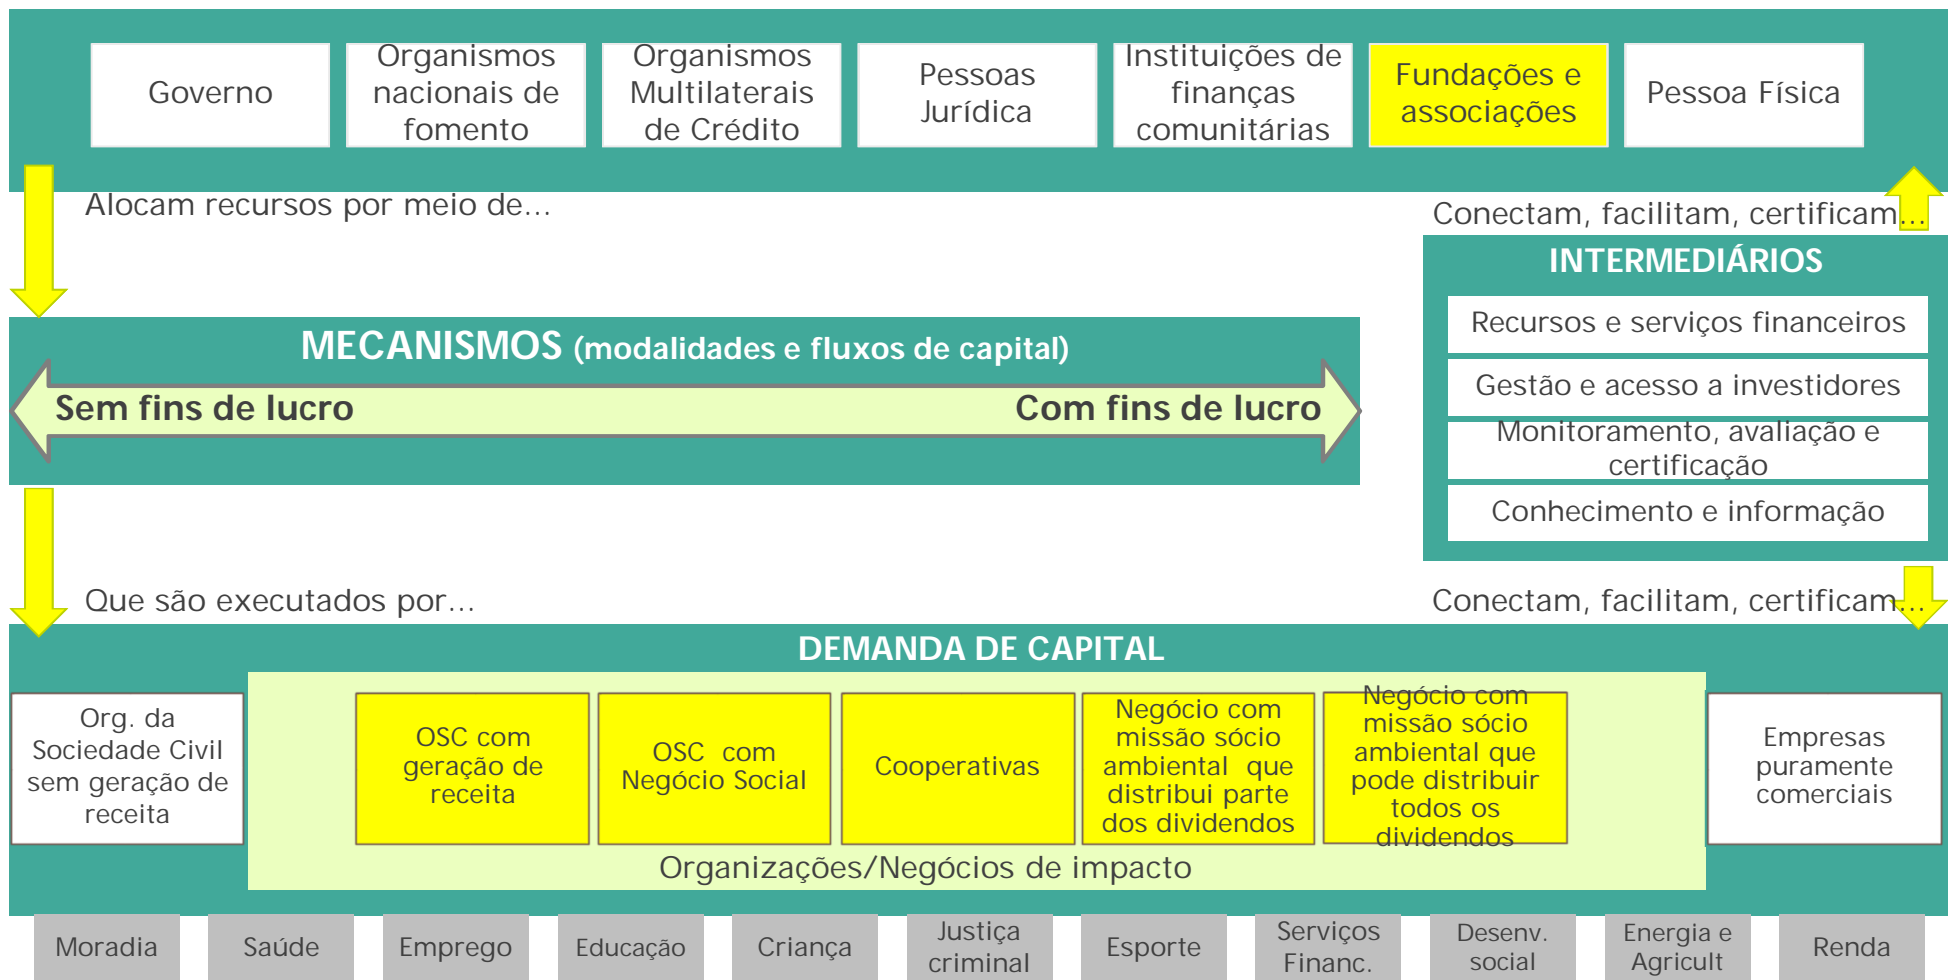 Governo
Organismos
nacionais de
fomento
Organismos
Multilaterais
de Crédito
Pessoas
Jurídica
Instituições de
finanças
comunitárias
Fundações e
associações
Pessoa Física
Alocam recursos por meio de...
Conectam, facilitam, certificam...
INTERMEDIÁRIOS
Recursos e serviços financeiros
Gestão e acesso a investidores
Monitoramento, avaliação e
certificação
Conhecimento e informação
MECANISMOS (modalidades e fluxos de capital)
Sem fins de lucro
Com fins de lucro
Que são executados por...
Conectam, facilitam, certificam...
DEMANDA DE CAPITAL
Org. da
Sociedade Civil
sem geração de
receita
OSC com
geração de
receita
OSC com
Negócio Social
Cooperativas
Negócio com
missão sócio
ambiental que
distribui parte
dos dividendos
Negócio com
missão sócio
ambiental que
pode distribuir
todos os
dividendos
Empresas
puramente
comerciais
Organizações/Negócios de impacto
Moradia
Saúde
Emprego
Educação
Criança
Justiça
criminal
Esporte
Serviços
Financ.
Desenv.
social
Energia e
Agricult
Renda